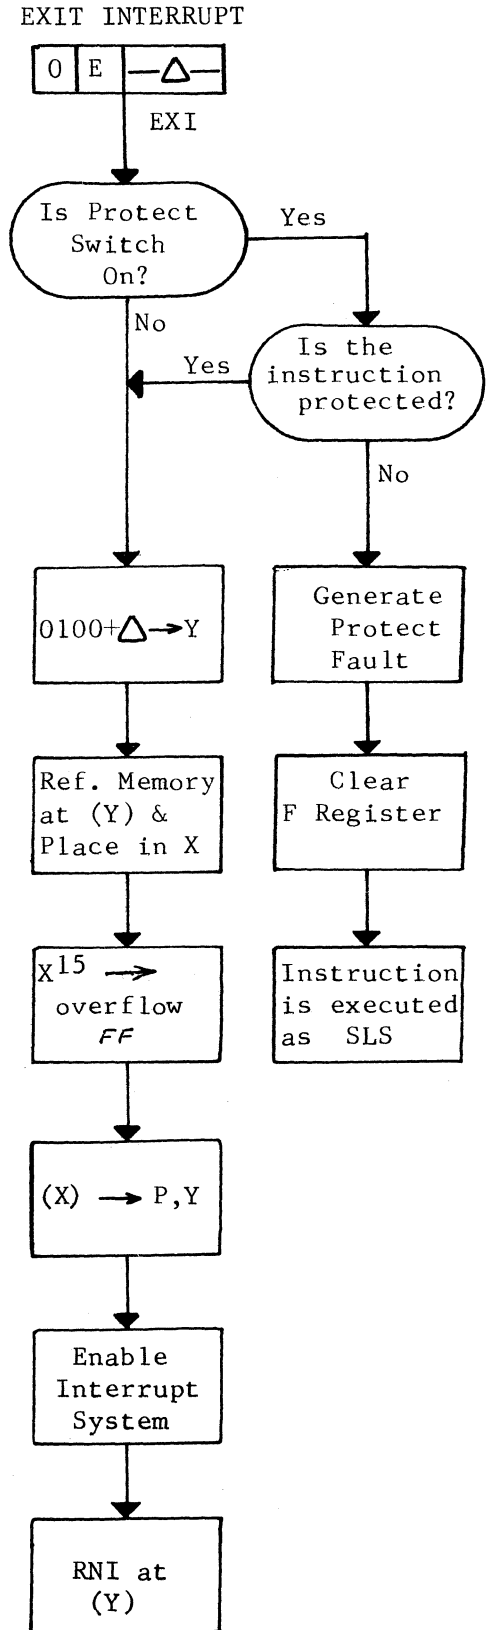 EXIT INTERRUPT
0 E —△—
EXI
Is Protect
Switch
On?
Yes
No
Is the
instruction
protected?
Yes
No
0100+△→Y
Generate
Protect
Fault
Ref. Memory
at (Y) &
Place in X
Clear
F Register
X15 →
overflow
FF
Instruction
is executed
as SLS
(X) → P,Y
Enable
Interrupt
System
RNI at
(Y)